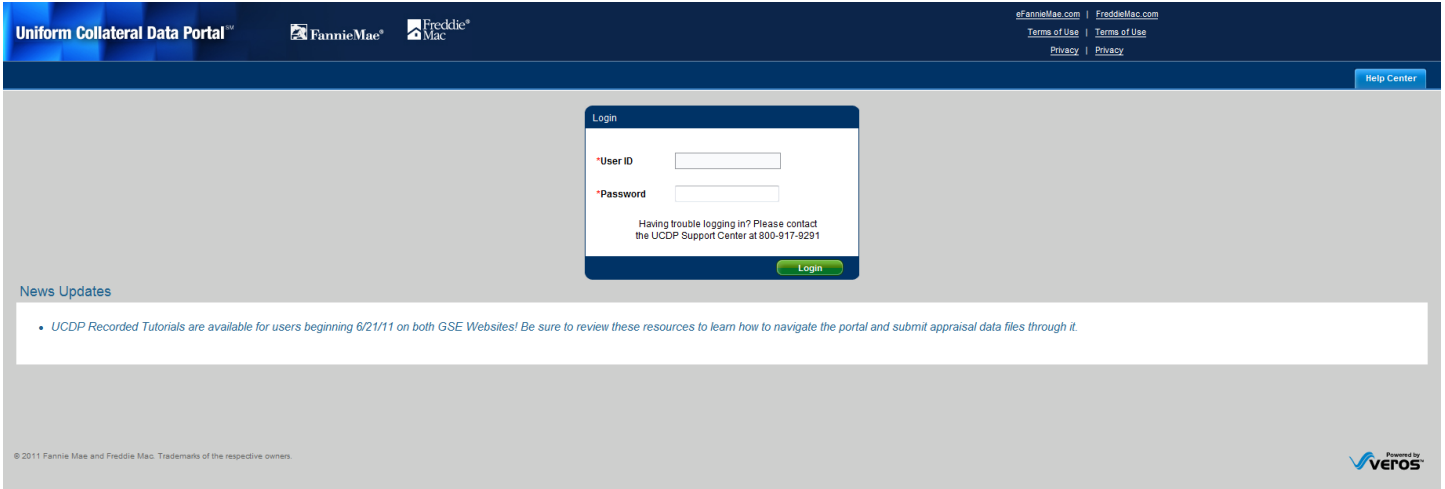 Uniform Collateral Data Portal℠
FannieMae®
Freddie Mac®
eFannieMae.com | FreddieMac.com
Terms of Use | Terms of Use
Privacy | Privacy
Help Center
Login
*User ID
*Password
Having trouble logging in? Please contact
the UCDP Support Center at 800-917-9291
Login
News Updates
• UCDP Recorded Tutorials are available for users beginning 6/21/11 on both GSE Websites! Be sure to review these resources to learn how to navigate the portal and submit appraisal data files through it.
© 2011 Fannie Mae and Freddie Mac. Trademarks of the respective owners.
Powered by
veros™